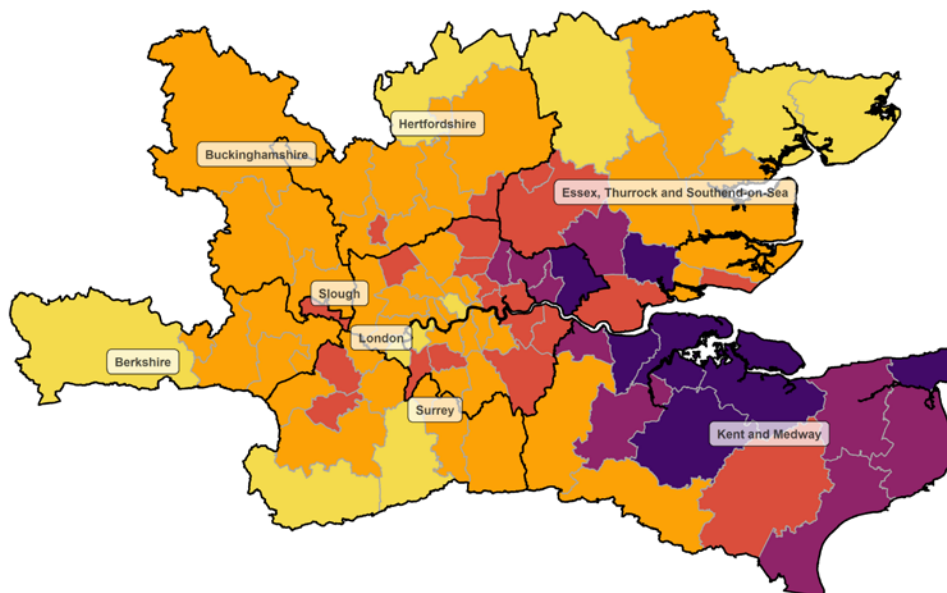 Hertfordshire
Buckinghamshire
Essex, Thurrock and Southend-on-Sea
Slough
London
Berkshire
Surrey
Kent and Medway